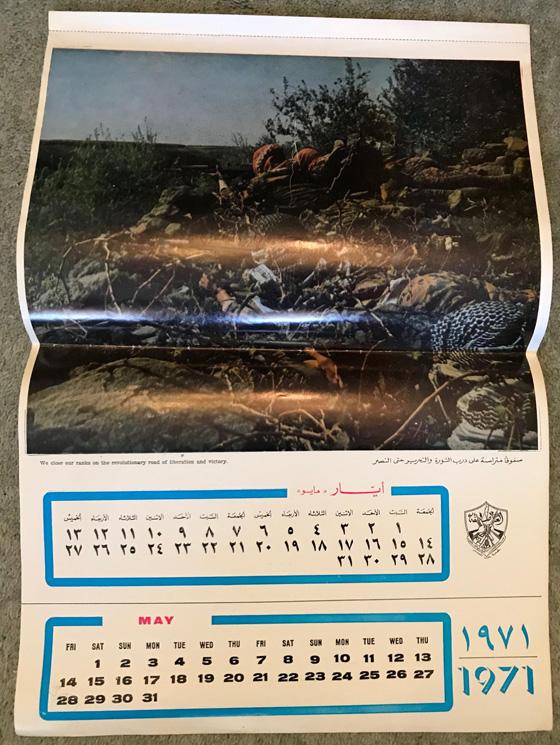 We close our ranks on the revolutionary road of liberation and victory.
صفوفًا متراصة على درب الثورة والتحرير حتى النصر
أيّار « مايو »
الجمعة السبت الأحد الاثنين الثلاثاء الأربعاء الخميس الجمعة السبت الأحد الاثنين الثلاثاء الأربعاء الخميس
١ ٢ ٣ ٤ ٥ ٦ ٧ ٨ ٩ ١٠ ١١ ١٢ ١٣
١٤ ١٥ ١٦ ١٧ ١٨ ١٩ ٢٠ ٢١ ٢٢ ٢٣ ٢٤ ٢٥ ٢٦ ٢٧
٢٨ ٢٩ ٣٠ ٣١
MAY
FRI SAT SUN MON TUE WED THU FRI SAT SUN MON TUE WED THU
1 2 3 4 5 6 7 8 9 10 11 12 13
14 15 16 17 18 19 20 21 22 23 24 25 26 27
28 29 30 31
١٩٧١
1971